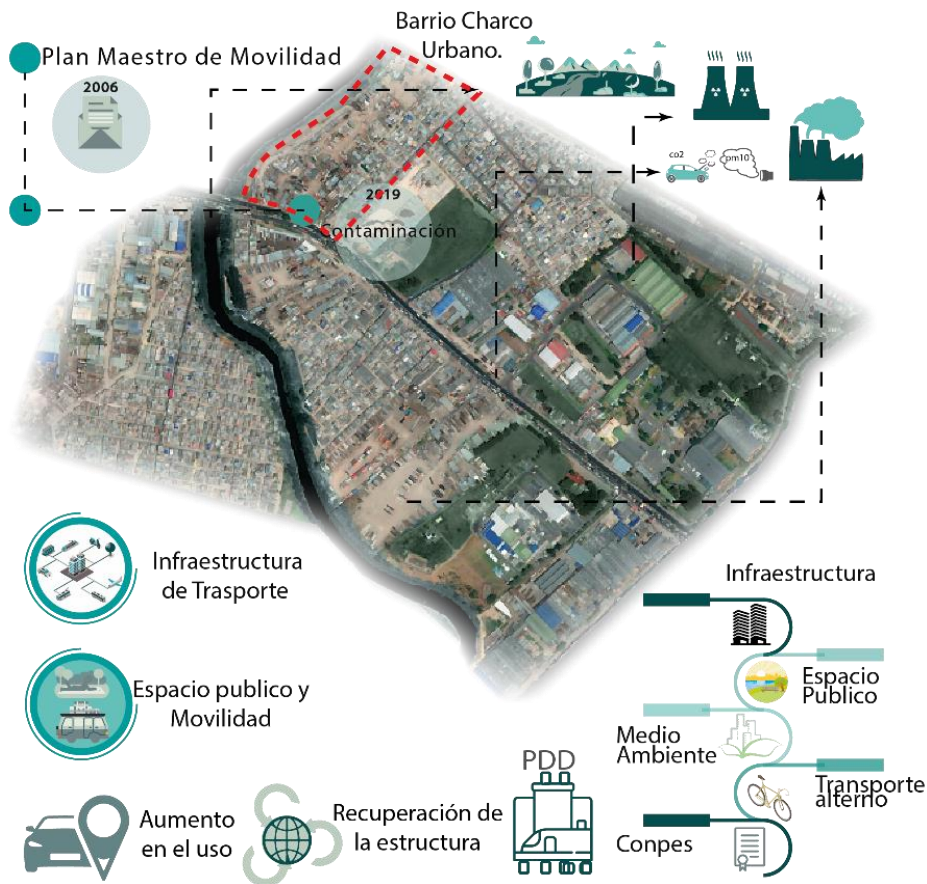 Barrio Charco
Urbano.
Plan Maestro de Movilidad
2006
co2
pm10
2019
Contaminación
Infraestructura
de Trasporte
Infraestructura
Espacio publico y
Movilidad
Espacio
Publico
Medio
Ambiente
PDD
Transporte
alterno
Aumento
en el uso
Recuperación de
la estructura
Conpes